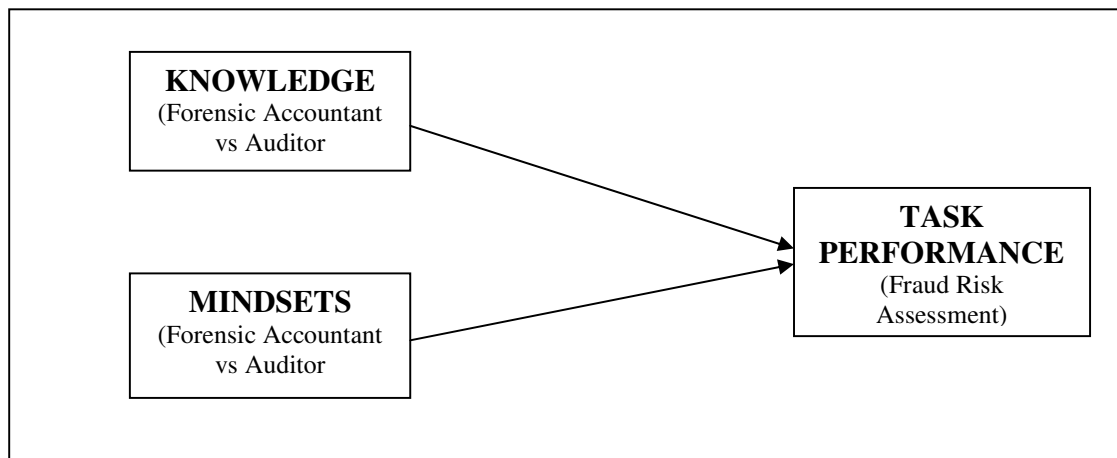 KNOWLEDGE
(Forensic Accountant
vs Auditor
MINDSETS
(Forensic Accountant
vs Auditor
TASK
PERFORMANCE
(Fraud Risk
Assessment)